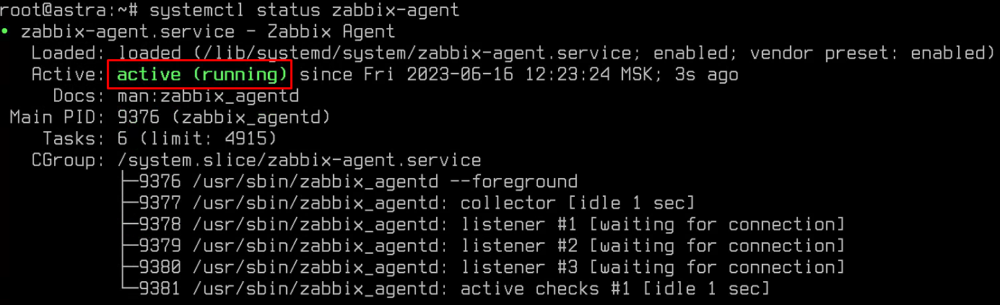 root@astra:~# systemctl status zabbix-agent
● zabbix-agent.service - Zabbix Agent
   Loaded: loaded (/lib/systemd/system/zabbix-agent.service; enabled; vendor preset: enabled)
   Active: active (running) since Fri 2023-06-16 12:23:24 MSK; 3s ago
     Docs: man:zabbix_agentd
 Main PID: 9376 (zabbix_agentd)
    Tasks: 6 (limit: 4915)
   CGroup: /system.slice/zabbix-agent.service
           ├─9376 /usr/sbin/zabbix_agentd --foreground
           ├─9377 /usr/sbin/zabbix_agentd: collector [idle 1 sec]
           ├─9378 /usr/sbin/zabbix_agentd: listener #1 [waiting for connection]
           ├─9379 /usr/sbin/zabbix_agentd: listener #2 [waiting for connection]
           ├─9380 /usr/sbin/zabbix_agentd: listener #3 [waiting for connection]
           └─9381 /usr/sbin/zabbix_agentd: active checks #1 [idle 1 sec]